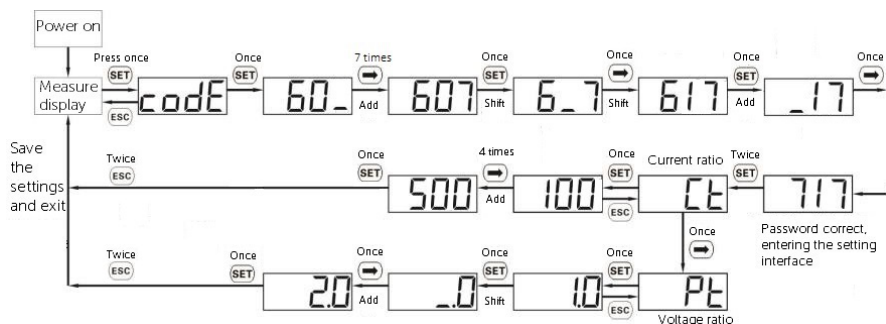 Power on
Press once
SET
Once
SET
7 times
Add
Once
SET
Shift
Once
Shift
Once
SET
Add
Once
Measure
display
ESC
codE
60_
607
6_7
617
_17
Save
the
settings
and exit
Twice
ESC
Once
SET
4 times
Add
Once
SET
ESC
Current ratio
Twice
SET
500
100
Ct
717
Password correct,
entering the setting
interface
Once
Twice
ESC
Once
SET
Once
Add
Once
SET
Shift
Once
SET
ESC
2.0
_.0
1.0
Pt
Voltage ratio